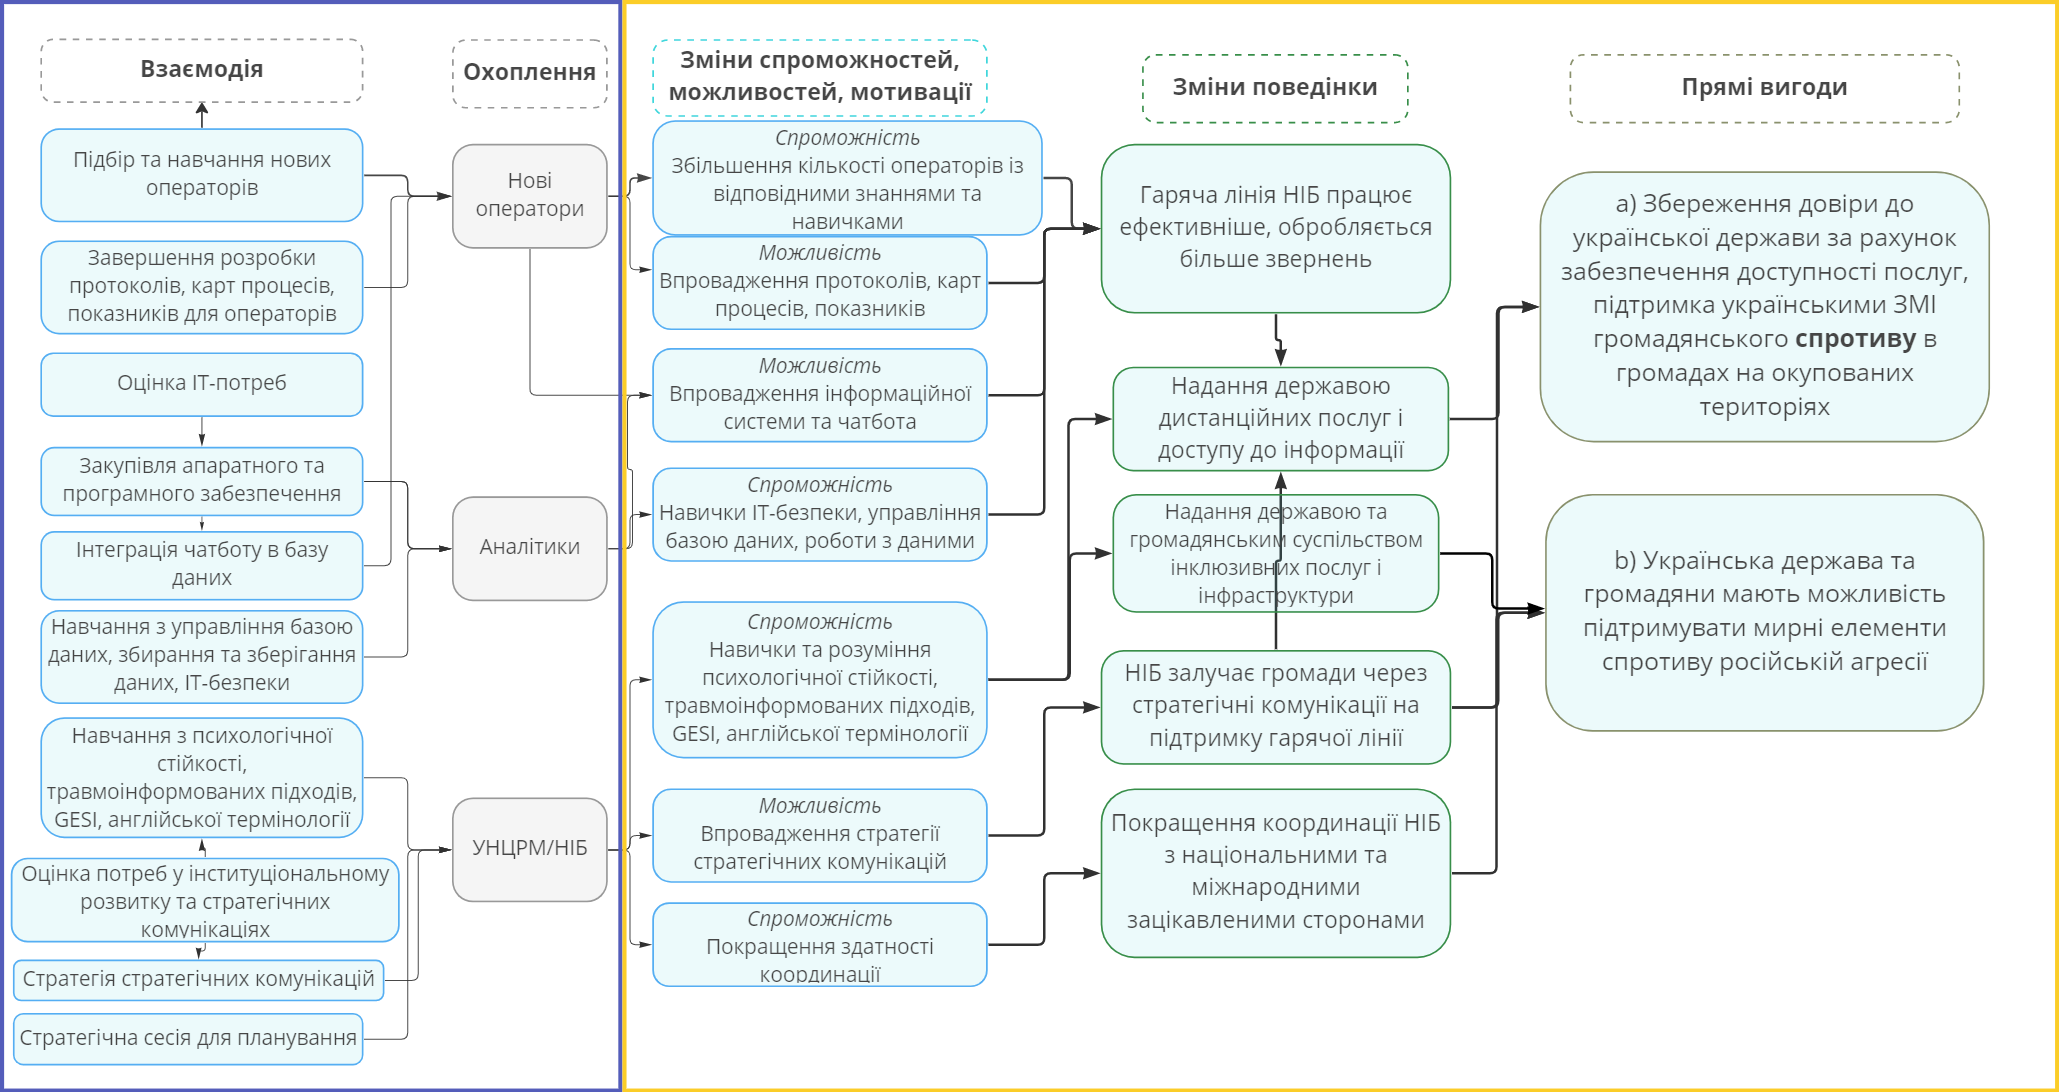 Взаємодія
Підбір та навчання нових
операторів
Завершення розробки
протоколів, карт процесів,
показників для операторів
Оцінка ІТ-потреб
Закупівля апаратного та
програмного забезпечення
Інтеграція чатботу в базу
даних
Навчання з управління базою
даних, збирання та зберігання
даних, ІТ-безпеки
Навчання з психологічної
стійкості,
травмоінформованих підходів,
GESI, англійської термінології
Оцінка потреб у інституціональному
розвитку та стратегічних
комунікаціях
Стратегія стратегічних комунікацій
Стратегічна сесія для планування
Охоплення
Нові
оператори
Аналітики
УНЦРМ/НІБ
Зміни спроможностей,
можливостей, мотивації
Спроможність
Збільшення кількості операторів із
відповідними знаннями та
навичками
Можливість
Впровадження протоколів, карт
процесів, показників
Можливість
Впровадження інформаційної
системи та чатбота
Спроможність
Навички ІТ-безпеки, управління
базою даних, роботи з даними
Спроможність
Навички та розуміння
психологічної стійкості,
травмоінформованих підходів,
GESI, англійської термінології
Можливість
Впровадження стратегії
стратегічних комунікацій
Спроможність
Покращення здатності
координації
Зміни поведінки
Гаряча лінія НІБ працює
ефективніше, обробляється
більше звернень
Надання державою
дистанційних послуг і
доступу до інформації
Надання державою та
громадянським суспільством
інклюзивних послуг і
інфраструктури
НІБ залучає громади через
стратегічні комунікації на
підтримку гарячої лінії
Покращення координації НІБ
з національними та
міжнародними
зацікавленими сторонами
Прямі вигоди
a) Збереження довіри до
української держави за рахунок
забезпечення доступності послуг,
підтримка українськими ЗМІ
громадянського спротиву в
громадах на окупованих
територіях
b) Українська держава та
громадяни мають можливість
підтримувати мирні елементи
спротиву російській агресії